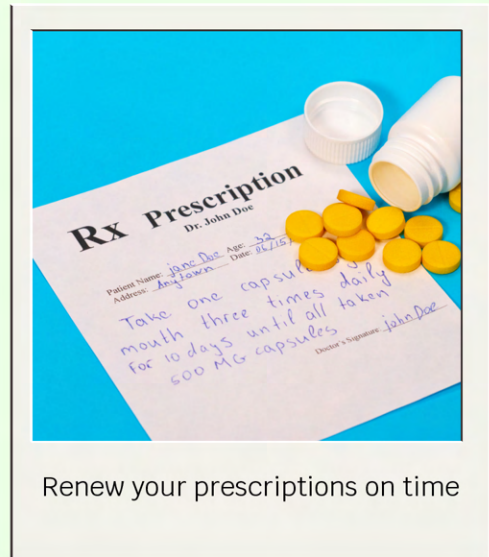 Rx Prescription
Dr. John Doe
Patient Name: jane Doe Age: 32
Address: Anytown Date: 06/15/
Take one capsule
mouth three times daily
for 10 days until all taken
500 MG capsules
Doctor's Signature: john Doe
Renew your prescriptions on time